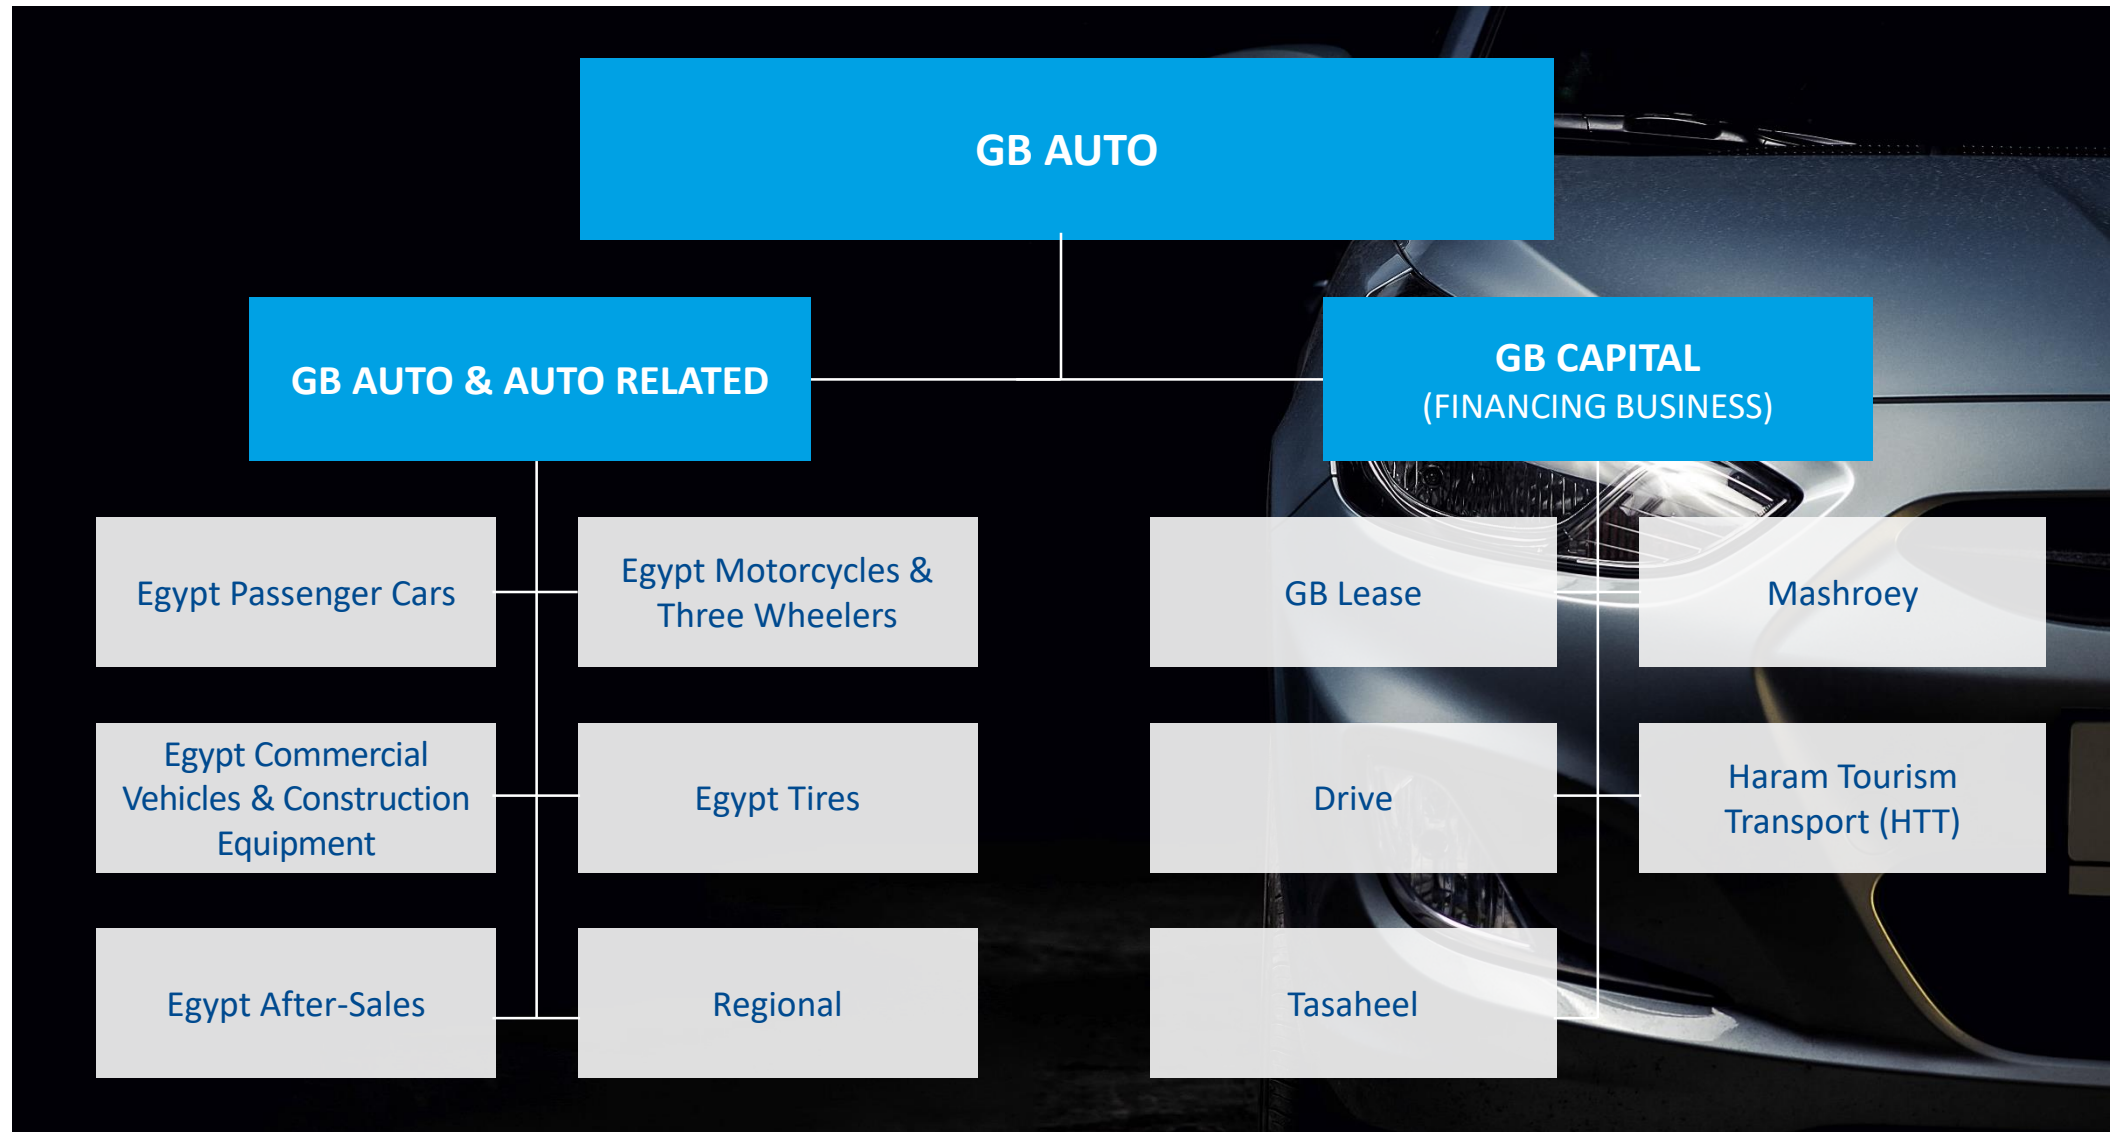 GB AUTO
GB AUTO & AUTO RELATED
GB CAPITAL
(FINANCING BUSINESS)
Egypt Passenger Cars
Egypt Motorcycles &
Three Wheelers
GB Lease
Mashroey
Egypt Commercial
Vehicles & Construction
Equipment
Egypt Tires
Drive
Haram Tourism
Transport (HTT)
Egypt After-Sales
Regional
Tasaheel